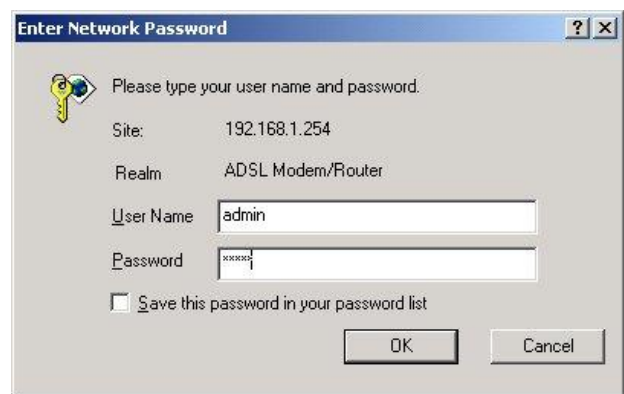 Enter Network Password
? X
Please type your user name and password.
Site: 192.168.1.254
Realm ADSL Modem/Router
User Name admin
Password *****
Save this password in your password list
OK Cancel